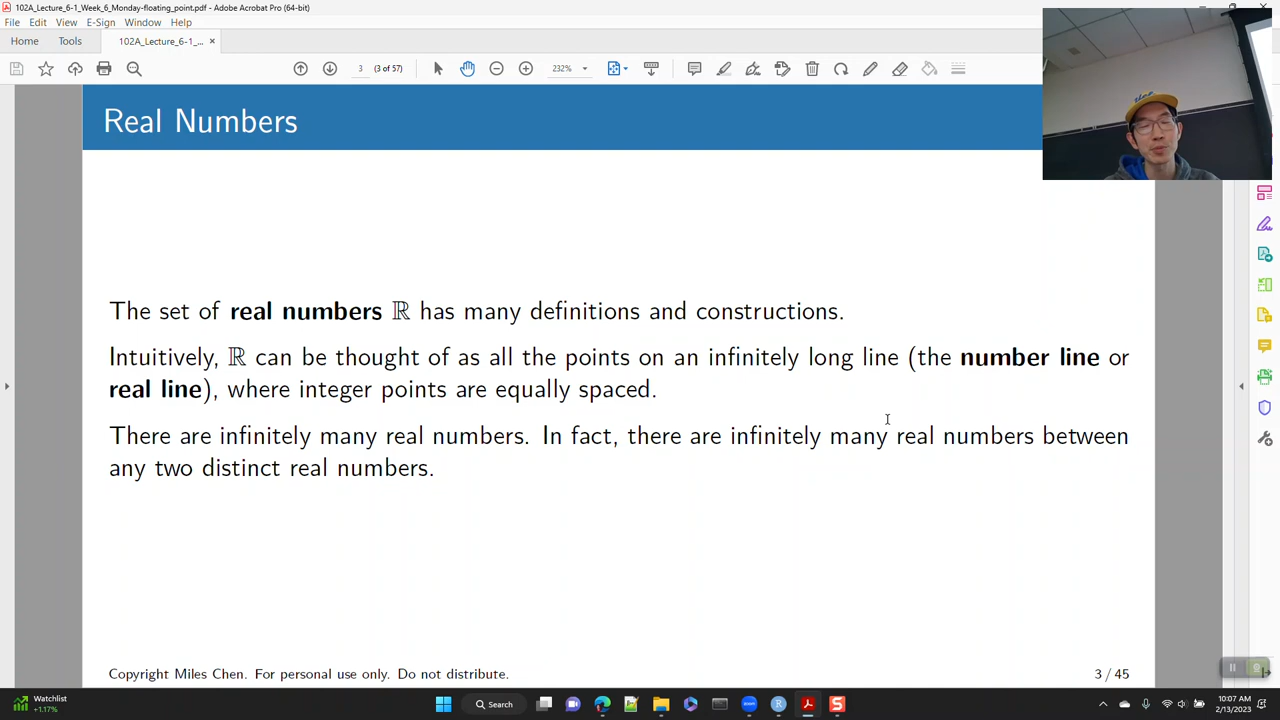 102A_Lecture_6-1_Week_6_Monday-floating_point.pdf - Adobe Acrobat Pro (64-bit)
File Edit View E-Sign Window Help
Home Tools 102A_Lecture_6-1_... ×
3 (3 of 57) 232%
Real Numbers
The set of real numbers ℝ has many definitions and constructions.
Intuitively, ℝ can be thought of as all the points on an infinitely long line (the number line or
real line), where integer points are equally spaced.
There are infinitely many real numbers. In fact, there are infinitely many real numbers between
any two distinct real numbers.
Copyright Miles Chen. For personal use only. Do not distribute. 3 / 45
Watchlist
+1.17%
Search
10:07 AM
2/13/2023